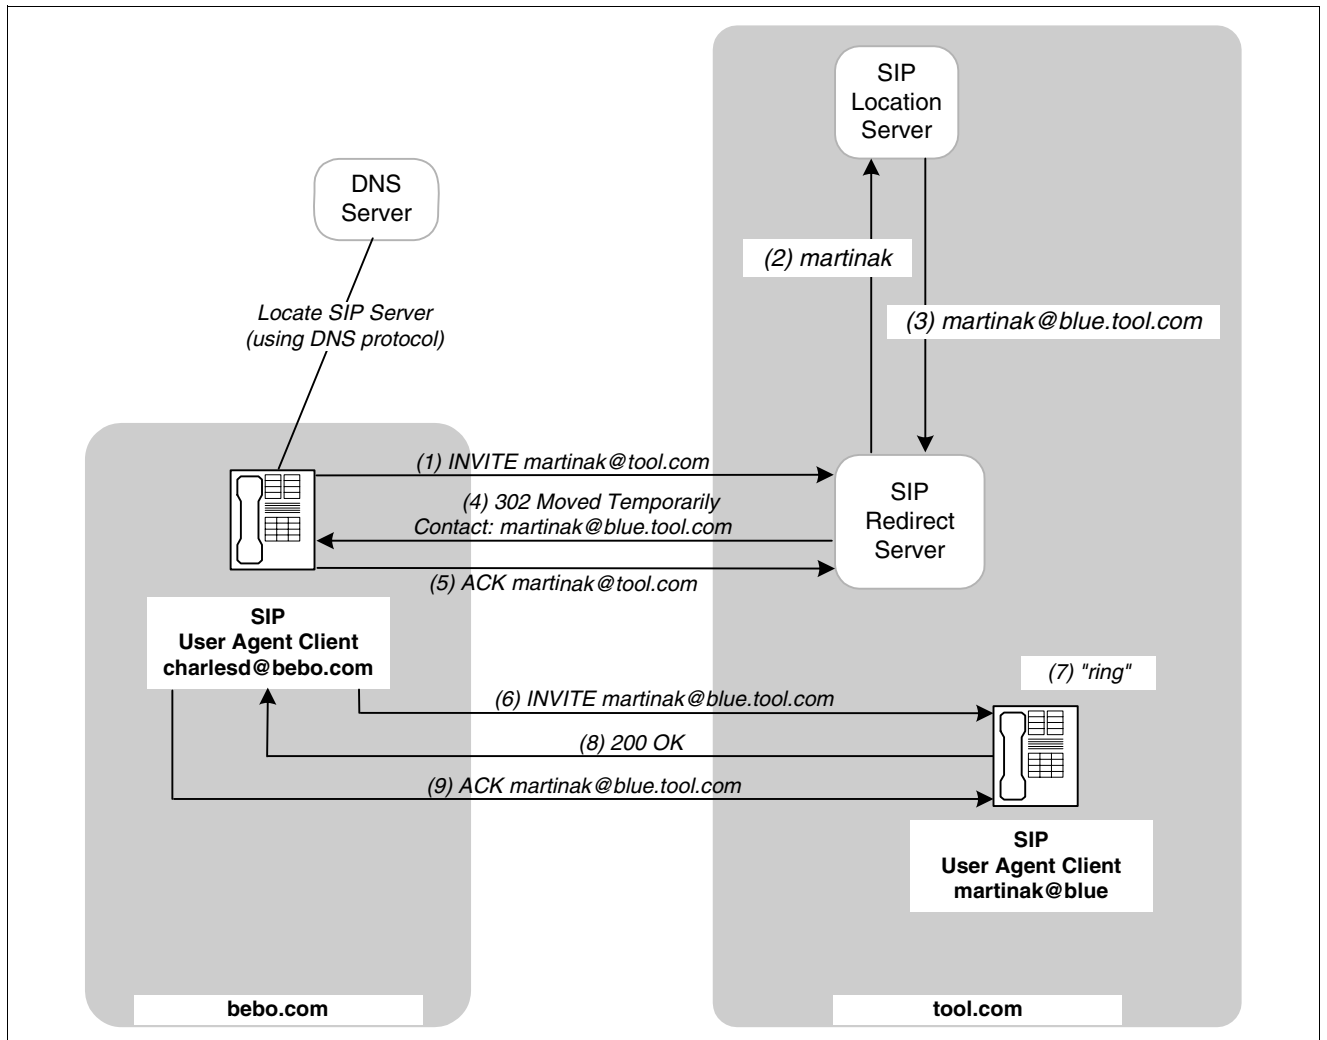 SIP
Location
Server
DNS
Server
(2) martinak
Locate SIP Server
(using DNS protocol)
(3) martinak@blue.tool.com
(1) INVITE martinak@tool.com
(4) 302 Moved Temporarily
Contact: martinak@blue.tool.com
SIP
Redirect
Server
(5) ACK martinak@tool.com
SIP
User Agent Client
charlesd@bebo.com
(7) "ring"
(6) INVITE martinak@blue.tool.com
(8) 200 OK
(9) ACK martinak@blue.tool.com
SIP
User Agent Client
martinak@blue
bebo.com
tool.com